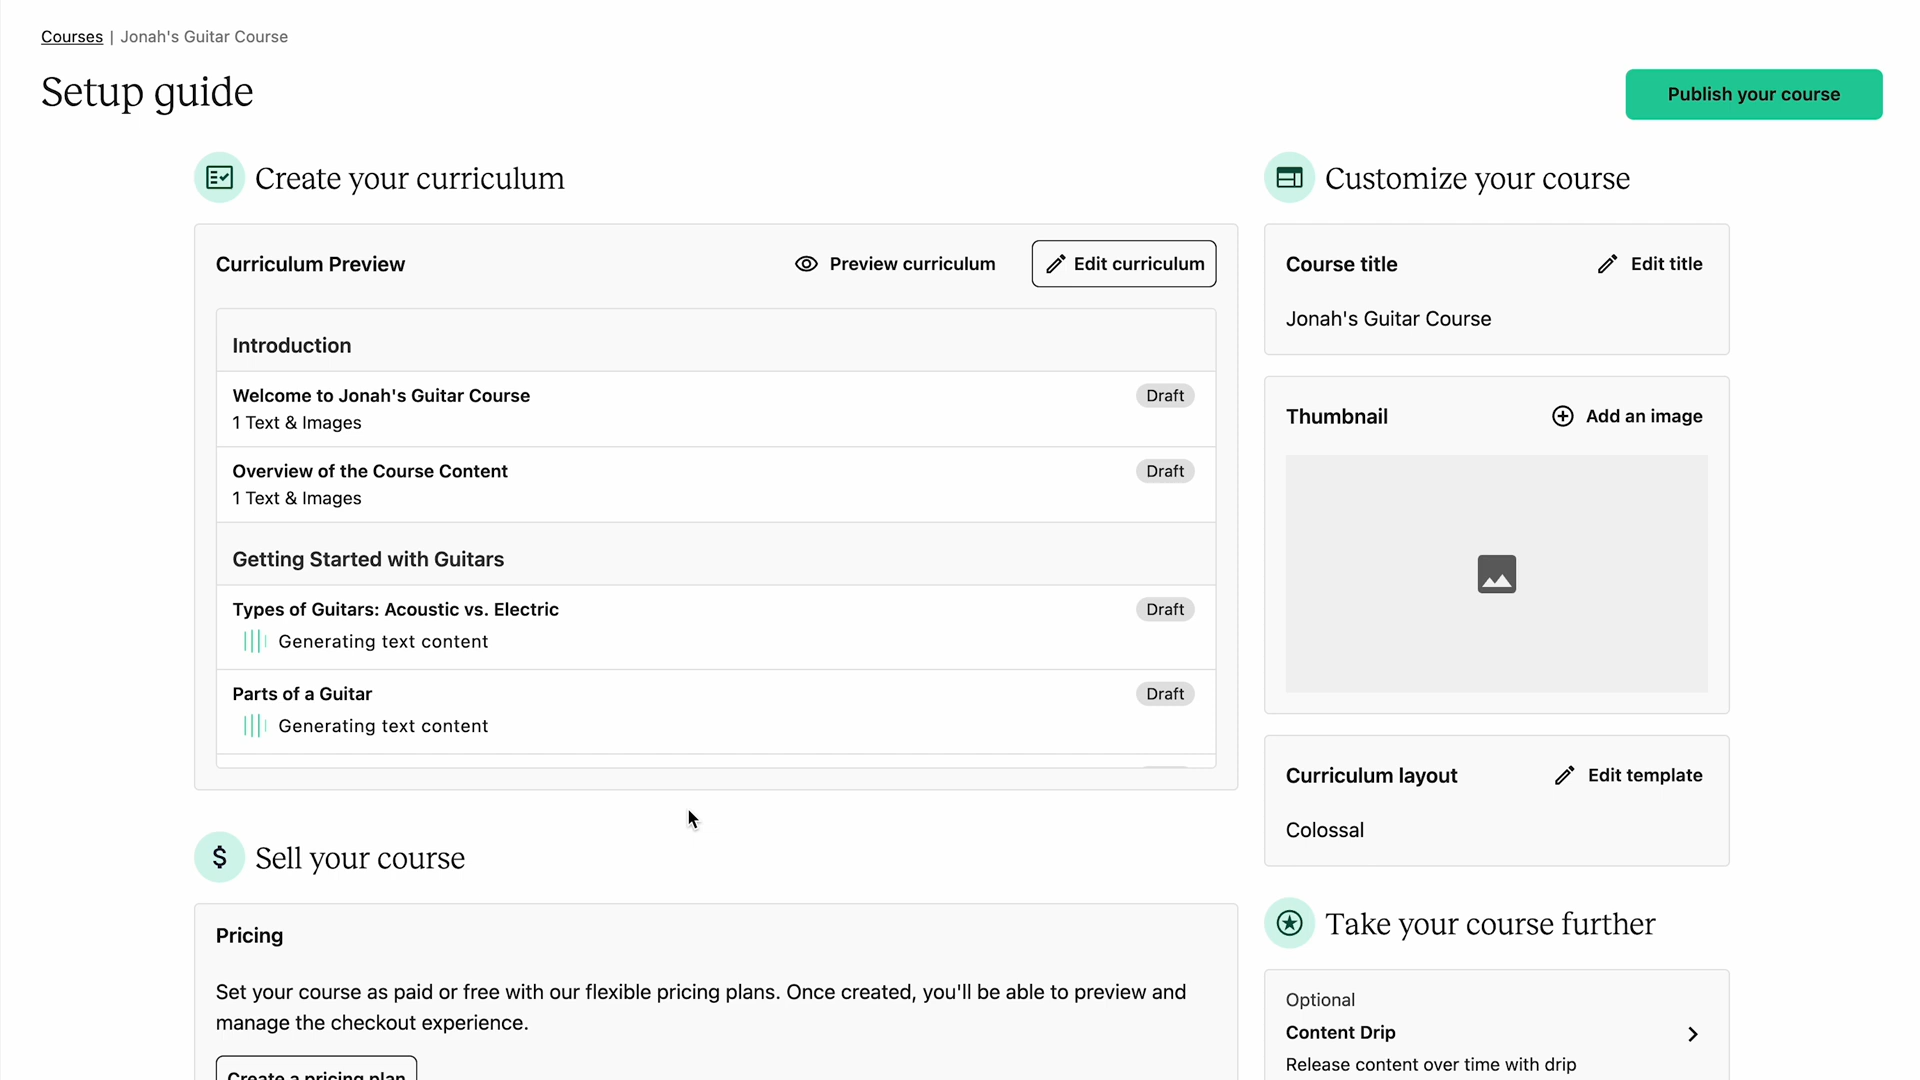 Courses | Jonah's Guitar Course
Setup guide
Publish your course
Create your curriculum
Curriculum Preview
Preview curriculum
Edit curriculum
Introduction
Welcome to Jonah's Guitar Course
Draft
1 Text & Images
Overview of the Course Content
Draft
1 Text & Images
Getting Started with Guitars
Types of Guitars: Acoustic vs. Electric
Draft
Generating text content
Parts of a Guitar
Draft
Generating text content
Sell your course
Pricing
Set your course as paid or free with our flexible pricing plans. Once created, you'll be able to preview and
manage the checkout experience.
Create a pricing plan
Customize your course
Course title
Edit title
Jonah's Guitar Course
Thumbnail
Add an image
Curriculum layout
Edit template
Colossal
Take your course further
Optional
Content Drip
Release content over time with drip